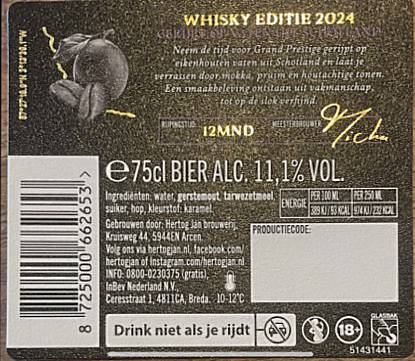 WHISKY EDITIE 2024
GERIJPT OP VATEN UIT SCHOTLAND
Neem de tijd voor Grand Prestige gerijpt op
eikenhouten vaten uit Schotland en laat je
verrassen door mokka, pruim en houtachtige tonen.
Een smaakbeleving ontstaan uit vakmanschap,
tot op de slok verfijnd.
RIJPINGSTIJD: 12MND MEESTERBROUWER:
℮75cl BIER ALC. 11,1% VOL.
Ingrediënten: water, gerstemout, tarwezetmeel,
suiker, hop, kleurstof: karamel.
ENERGIE PER 100 ML PER 250 ML
389 KJ / 93 KCAL 974 KJ / 232 KCAL
Gebrouwen door: Hertog Jan brouwerij,
Kruisweg 44, 5944EN Arcen.
Volg ons via hertogjan.nl, facebook.com/
hertogjan of instagram.com/hertogjan.nl
INFO: 0800-0230375 (gratis),
InBev Nederland N.V.,
Ceresstraat 1, 4811CA, Breda. 10-12°C
PRODUCTIECODE:
8 725000 662653 >
Drink niet als je rijdt
18+
GLASBAK
51431441